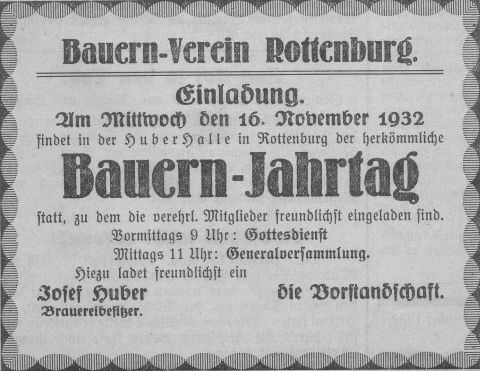 Bauern-Verein Rottenburg.
Einladung.
Am Mittwoch den 16. November 1932
findet in der Huber Halle in Rottenburg der herkömmliche
Bauern-Jahrtag
statt, zu dem die verehrl. Mitglieder freundlichst eingeladen sind.
Vormittags 9 Uhr: Gottesdienst
Mittags 11 Uhr: Generalversammlung.
Hiezu ladet freundlichst ein
Josef Huber die Vorstandschaft.
Brauereibesitzer.